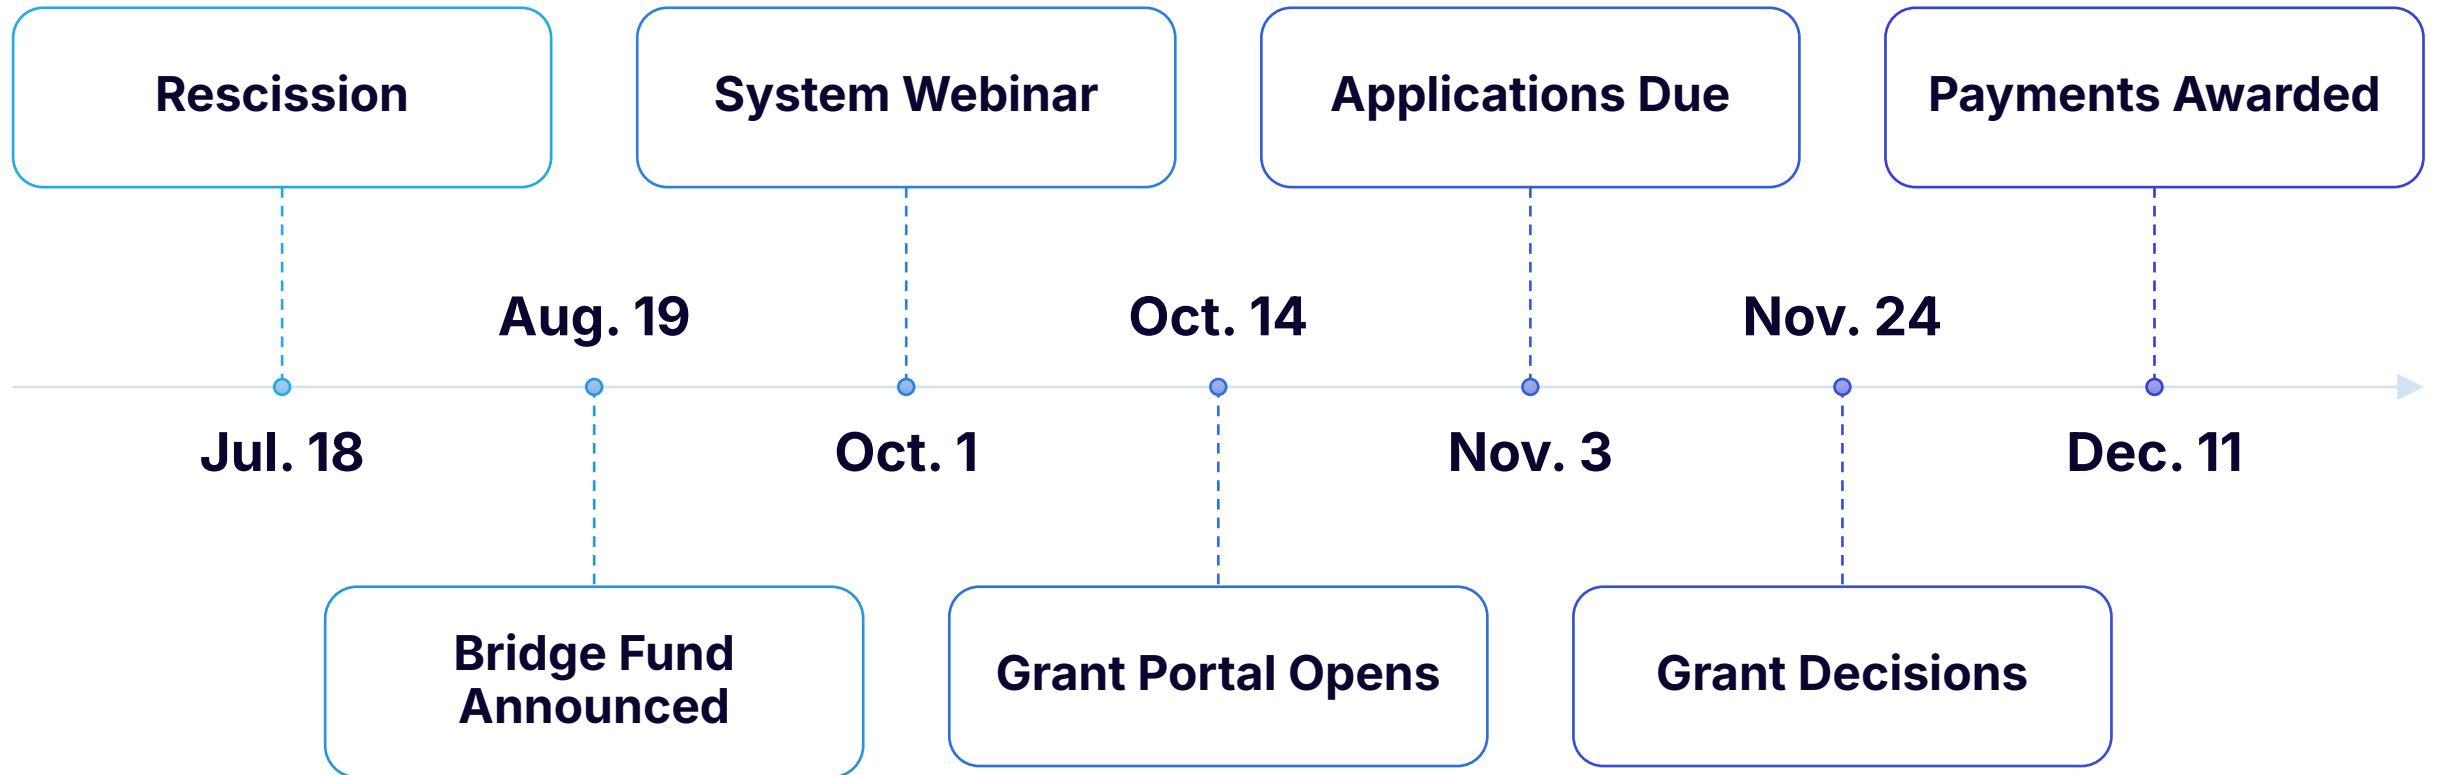 Rescission
System Webinar
Applications Due
Payments Awarded
Aug. 19
Oct. 14
Nov. 24
Jul. 18
Oct. 1
Nov. 3
Dec. 11
Bridge Fund
Announced
Grant Portal Opens
Grant Decisions